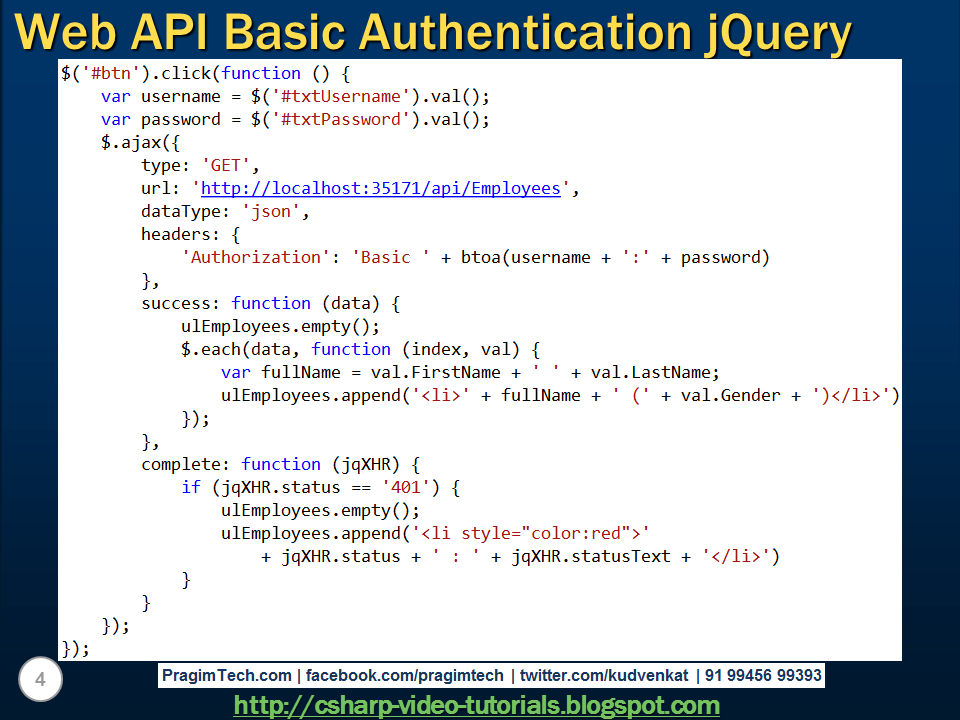 Web API Basic Authentication jQuery
$('#btn').click(function () {
    var username = $('#txtUsername').val();
    var password = $('#txtPassword').val();
    $.ajax({
        type: 'GET',
        url: 'http://localhost:35171/api/Employees',
        dataType: 'json',
        headers: {
            'Authorization': 'Basic ' + btoa(username + ':' + password)
        },
        success: function (data) {
            ulEmployees.empty();
            $.each(data, function (index, val) {
                var fullName = val.FirstName + ' ' + val.LastName;
                ulEmployees.append('<li>' + fullName + ' (' + val.Gender + ')</li>')
            });
        },
        complete: function (jqXHR) {
            if (jqXHR.status == '401') {
                ulEmployees.empty();
                ulEmployees.append('<li style="color:red">'
                    + jqXHR.status + ' : ' + jqXHR.statusText + '</li>')
            }
        }
    });
});
4
PragimTech.com | facebook.com/pragimtech | twitter.com/kudvenkat | 91 99456 99393
http://csharp-video-tutorials.blogspot.com